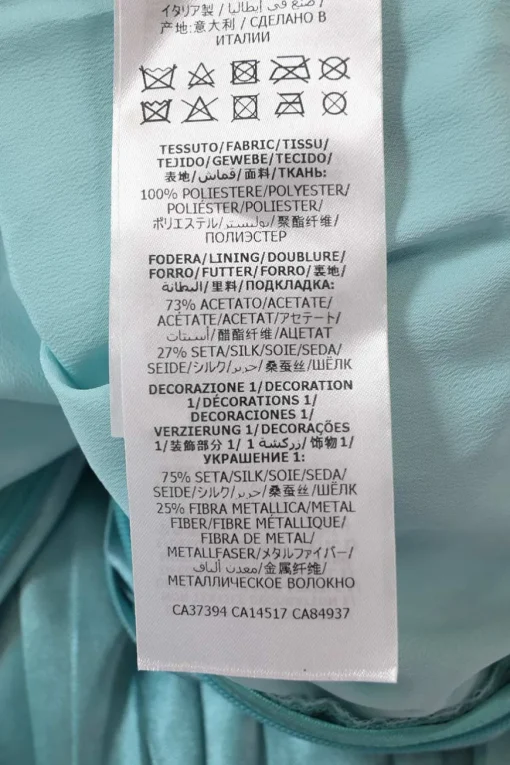 イタリア製 / صنع في إيطاليا /
产地:意大利 / СДЕЛАНО В
ИТАЛИИ
TESSUTO/FABRIC/TISSU/
TEJIDO/GEWEBE/TECIDO/
表地/قماش/面料/ТКАНЬ:
100% POLIESTERE/POLYESTER/
POLIÉSTER/POLIESTER/
ポリエステル/بوليستر/聚酯纤维/
ПОЛИЭСТЕР
FODERA/LINING/DOUBLURE/
FORRO/FUTTER/FORRO/裏地/
البطانة/里料/ПОДКЛАДКА:
73% ACETATO/ACETATE/
ACÉTATE/ACETAT/アセテート/
أسيتات/醋酯纤维/АЦЕТАТ
27% SETA/SILK/SOIE/SEDA/
SEIDE/シルク/حرير/桑蚕丝/ШЁЛК
DECORAZIONE 1/DECORATION
1/DÉCORATIONS 1/
DECORACIONES 1/
VERZIERUNG 1/DECORAÇÕES
1/装飾部分 1/زركشة 1/饰物 1/
УКРАШЕНИЕ 1:
75% SETA/SILK/SOIE/SEDA/
SEIDE/シルク/حرير/桑蚕丝/ШЁЛК
25% FIBRA METALLICA/METAL
FIBER/FIBRE MÉTALLIQUE/
FIBRA DE METAL/
METALLFASER/メタルファイバー/
معدن ألياف/金属纤维/
МЕТАЛЛИЧЕСКОЕ ВОЛОКНО
CA37394 CA14517 CA84937